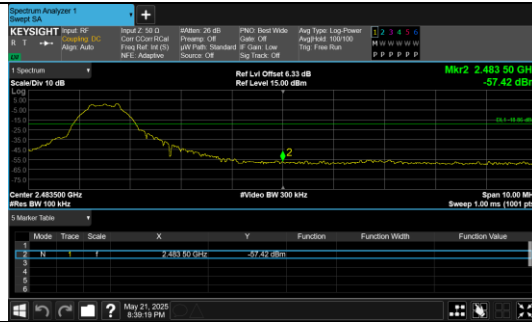 Spectrum Analyzer 1
Swept SA
+
KEYSIGHT Input: RF Input Z: 50 Ω #Atten: 26 dB PNO: Best Wide Avg Type: Log-Power 1 2 3 4 5 6
R T Coupling: DC Corr CCorr RCal Preamp: Off Gate: Off Avg|Hold: 100/100 M W W W W W
Align: Auto Freq Ref: Int (S) µW Path: Standard IF Gain: Low Trig: Free Run
NFE: Adaptive Source: Off Sig Track: Off P P P P P P
1 Spectrum Ref Lvl Offset 6.33 dB Mkr2 2.483 50 GHz
Scale/Div 10 dB Ref Level 15.00 dBm -57.42 dBm
Log
5.00
-5.00
-15.0
-25.0
-35.0
-45.0
-55.0
-65.0
-75.0
2
Center 2.483500 GHz #Video BW 300 kHz Span 10.00 MHz
#Res BW 100 kHz Sweep 1.00 ms (1001 pts)
5 Marker Table
Mode Trace Scale X Y Function Function Width Function Value
1
2 N 1 f 2.483 50 GHz -57.42 dBm
3
4
5
6
? May 21, 2025
8:39:19 PM